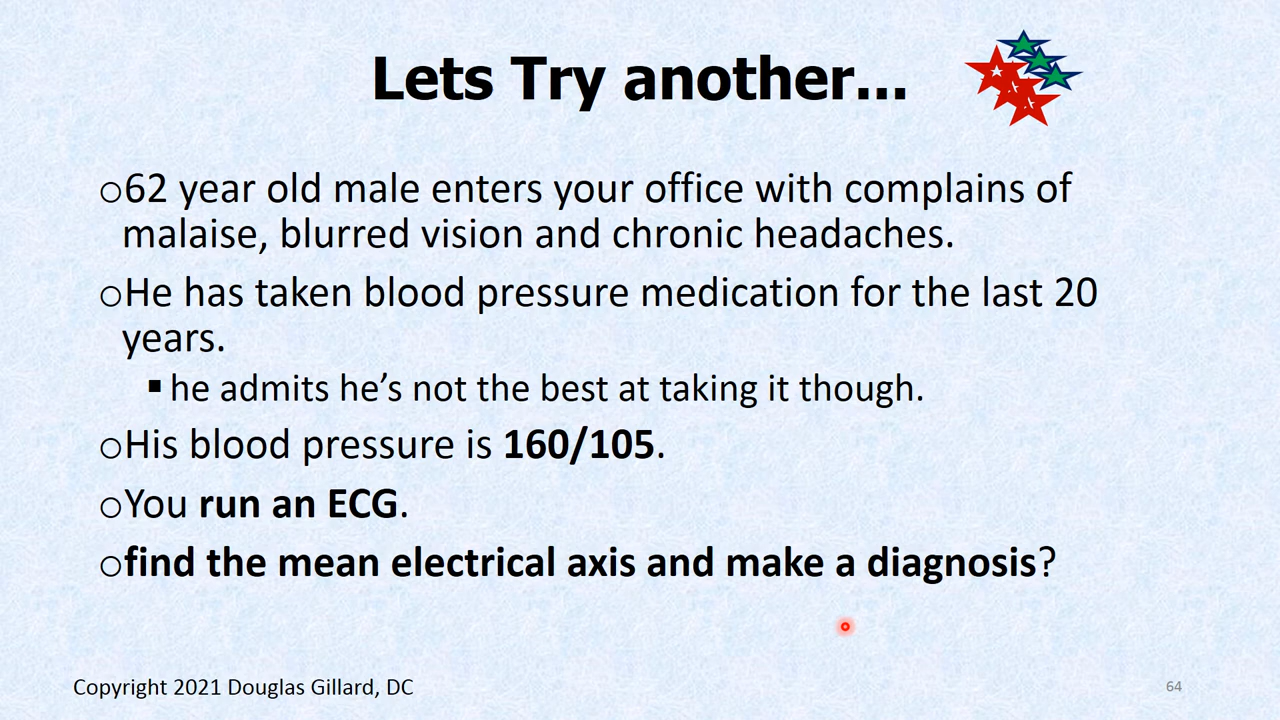 Lets Try another...
o62 year old male enters your office with complains of
malaise, blurred vision and chronic headaches.
oHe has taken blood pressure medication for the last 20
years.
▪ he admits he’s not the best at taking it though.
oHis blood pressure is 160/105.
oYou run an ECG.
ofind the mean electrical axis and make a diagnosis?
Copyright 2021 Douglas Gillard, DC
64